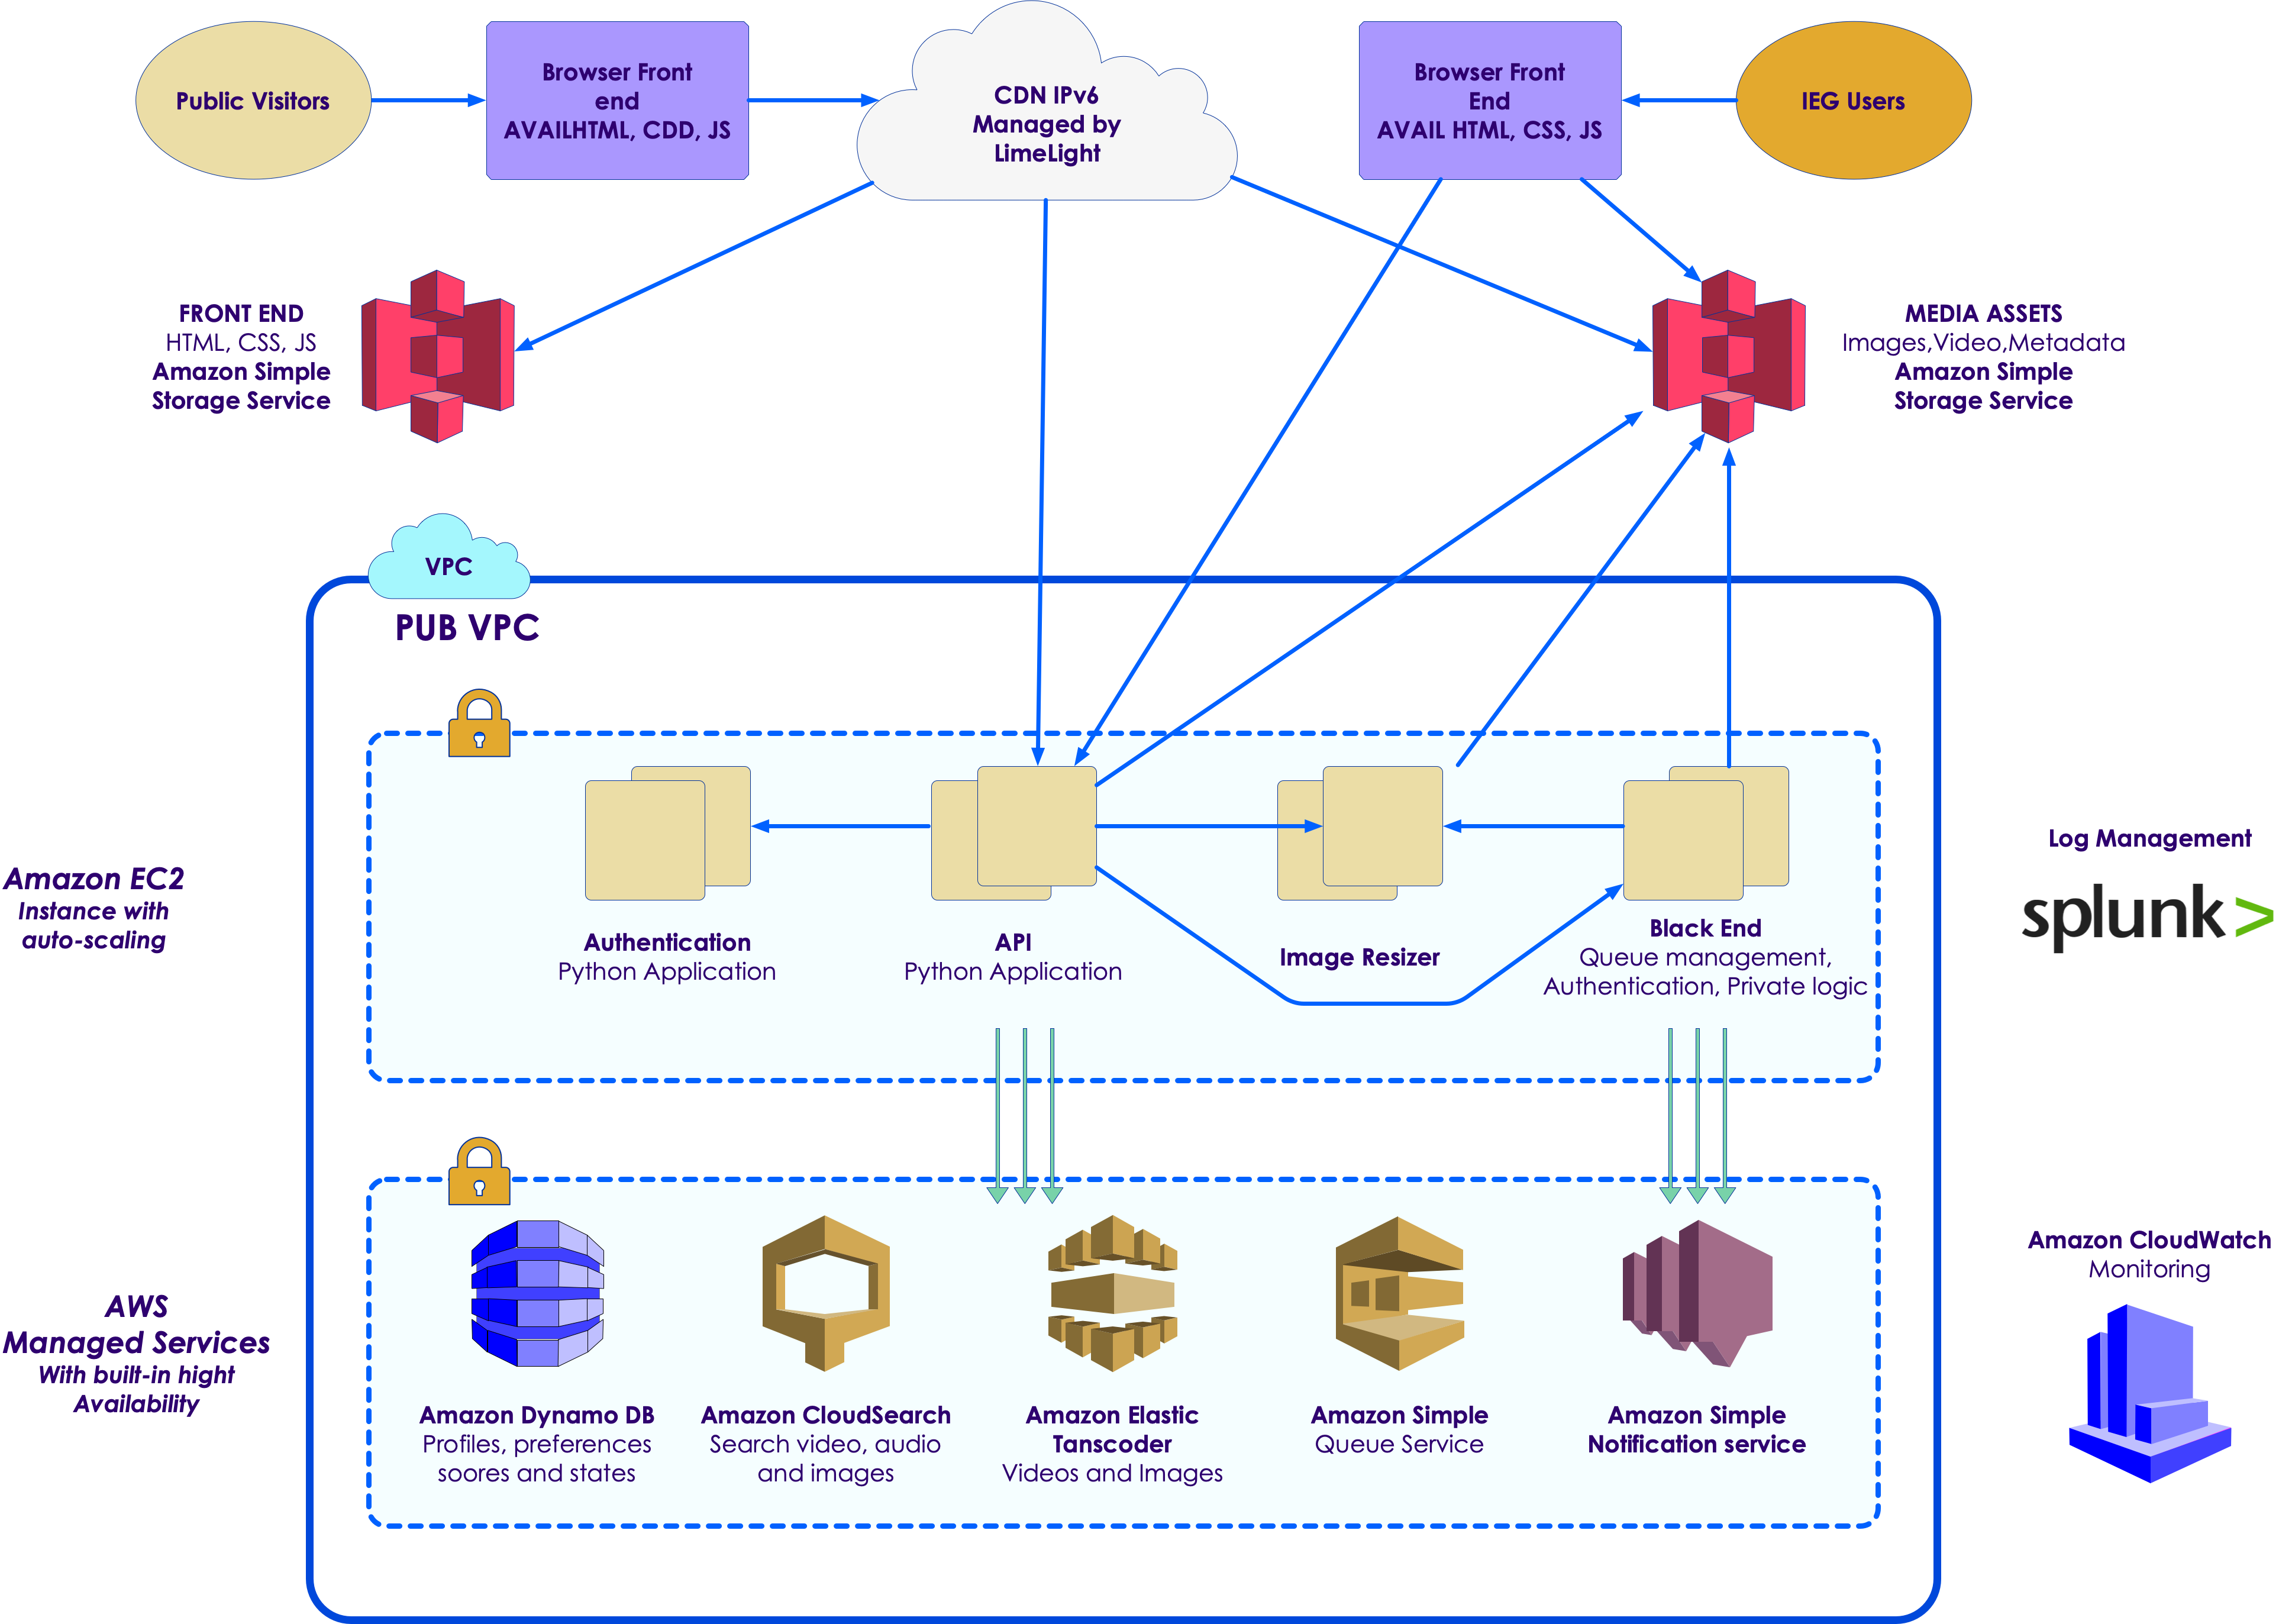 Public Visitors
Browser Front
end
AVAILHTML, CDD, JS
CDN IPv6
Managed by
LimeLight
Browser Front
End
AVAIL HTML, CSS, JS
IEG Users
FRONT END
HTML, CSS, JS
Amazon Simple
Storage Service
MEDIA ASSETS
Images,Video,Metadata
Amazon Simple
Storage Service
VPC
PUB VPC
Amazon EC2
Instance with
auto-scaling
Authentication
Python Application
API
Python Application
Image Resizer
Black End
Queue management,
Authentication, Private logic
Log Management
splunk>
AWS
Managed Services
With built-in hight
Availability
Amazon Dynamo DB
Profiles, preferences
soores and states
Amazon CloudSearch
Search video, audio
and images
Amazon Elastic
Tanscoder
Videos and Images
Amazon Simple
Queue Service
Amazon Simple
Notification service
Amazon CloudWatch
Monitoring